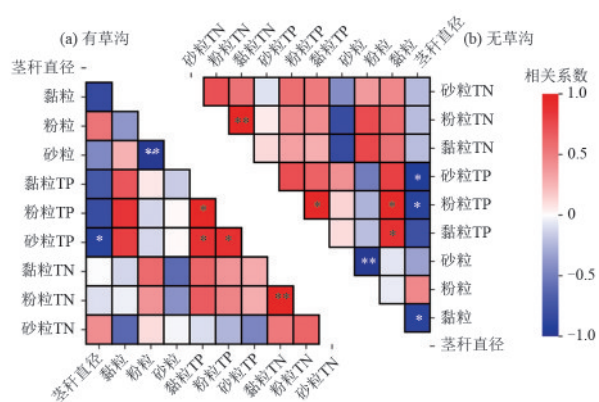 (a) 有草沟
砂粒TN 粉粒TN 黏粒TN 砂粒TP 粉粒TP 黏粒TP 砂粒 粉粒 黏粒 茎秆直径
(b) 无草沟
茎秆直径
黏粒
粉粒
砂粒 **
黏粒TP
粉粒TP *
砂粒TP * * *
黏粒TN
粉粒TN **
砂粒TN
茎秆直径 黏粒 粉粒 砂粒 黏粒TP 粉粒TP 砂粒TP 黏粒TN 粉粒TN 砂粒TN
砂粒TN
** 粉粒TN
黏粒TN
* 砂粒TP
* * * 粉粒TP
* 黏粒TP
** 砂粒
粉粒
* 黏粒
茎秆直径
相关系数
1.0
0.5
0
−0.5
−1.0